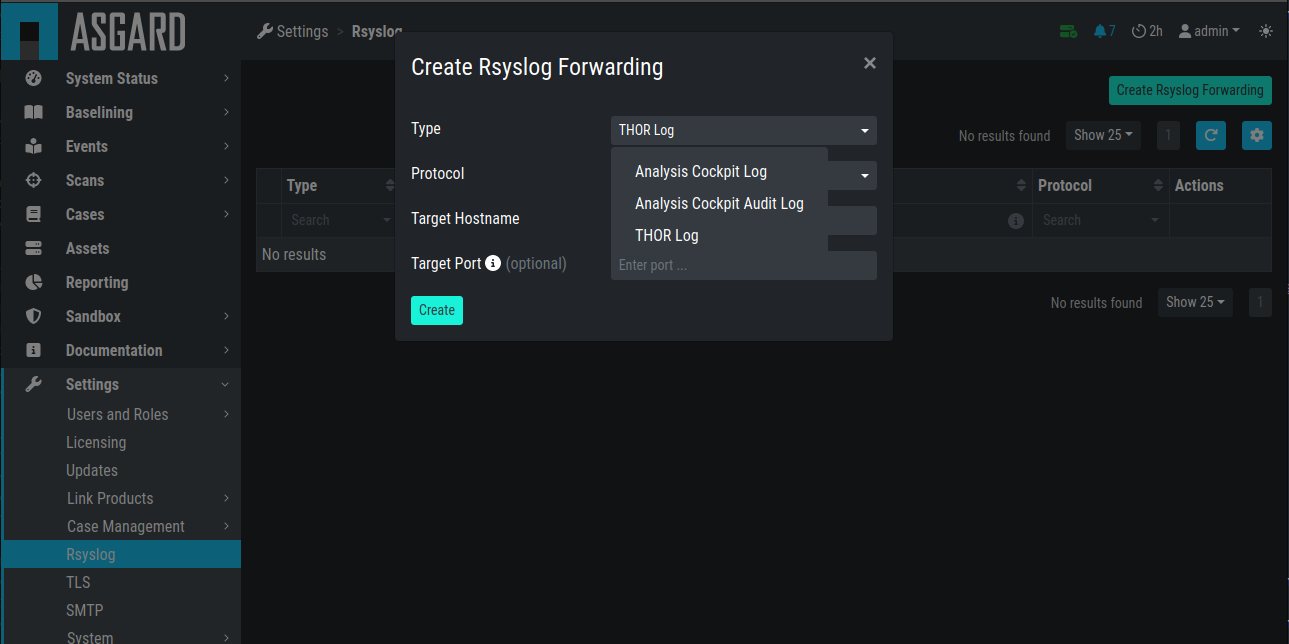 ASGARD
System Status
Baselining
Events
Scans
Cases
Assets
Reporting
Sandbox
Documentation
Settings
Users and Roles
Licensing
Updates
Link Products
Case Management
Rsyslog
TLS
SMTP
System
Settings > Rsyslog
7
2h
admin
Create Rsyslog Forwarding
No results found
Show 25
1
Type
Protocol
Actions
Search
Search
No results
No results found
Show 25
1
Create Rsyslog Forwarding
×
Type
THOR Log
Analysis Cockpit Log
Analysis Cockpit Audit Log
THOR Log
Protocol
Target Hostname
Target Port (optional)
Enter port ...
Create